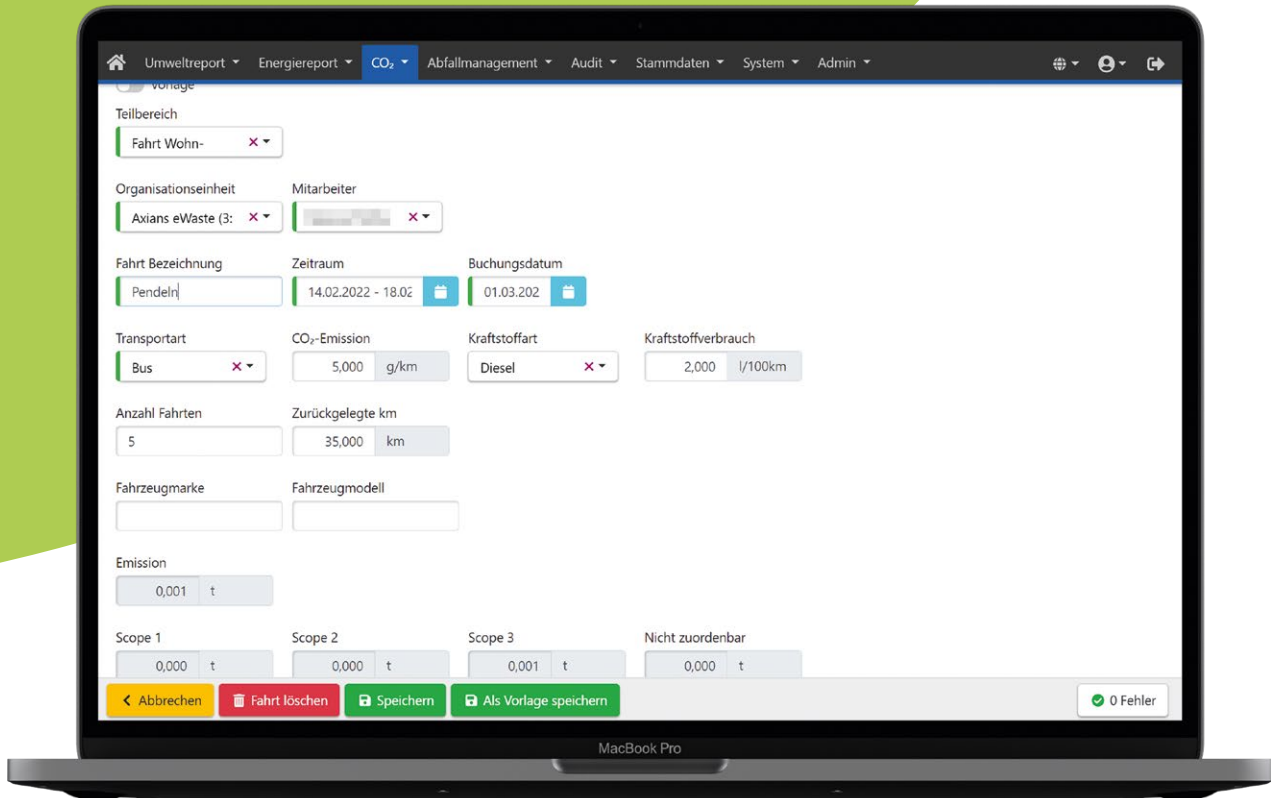 Umweltreport Energiereport CO₂ Abfallmanagement Audit Stammdaten System Admin
Vorlage
Teilbereich
Fahrt Wohn-
Organisationseinheit Mitarbeiter
Axians eWaste (3:
Fahrt Bezeichnung Zeitraum Buchungsdatum
Pendeln 14.02.2022 - 18.02 01.03.202
Transportart CO₂-Emission Kraftstoffart Kraftstoffverbrauch
Bus 5,000 g/km Diesel 2,000 l/100km
Anzahl Fahrten Zurückgelegte km
5 35,000 km
Fahrzeugmarke Fahrzeugmodell
Emission
0,001 t
Scope 1 Scope 2 Scope 3 Nicht zuordenbar
0,000 t 0,000 t 0,001 t 0,000 t
Abbrechen Fahrt löschen Speichern Als Vorlage speichern 0 Fehler
MacBook Pro